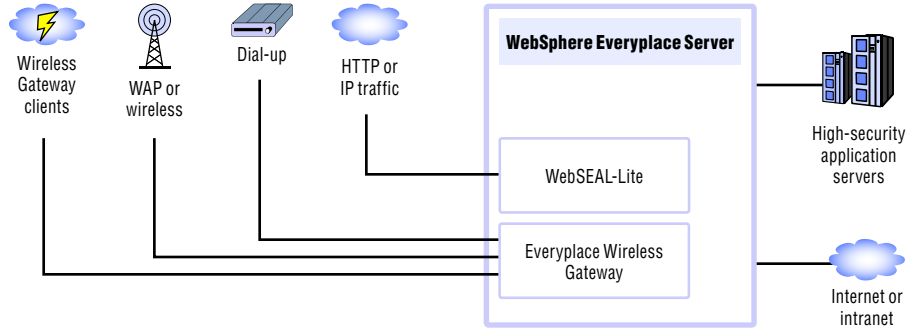 Wireless
Gateway
clients
WAP or
wireless
Dial-up
HTTP or
IP traffic
WebSphere Everyplace Server
WebSEAL-Lite
Everyplace Wireless
Gateway
High-security
application
servers
Internet or
intranet